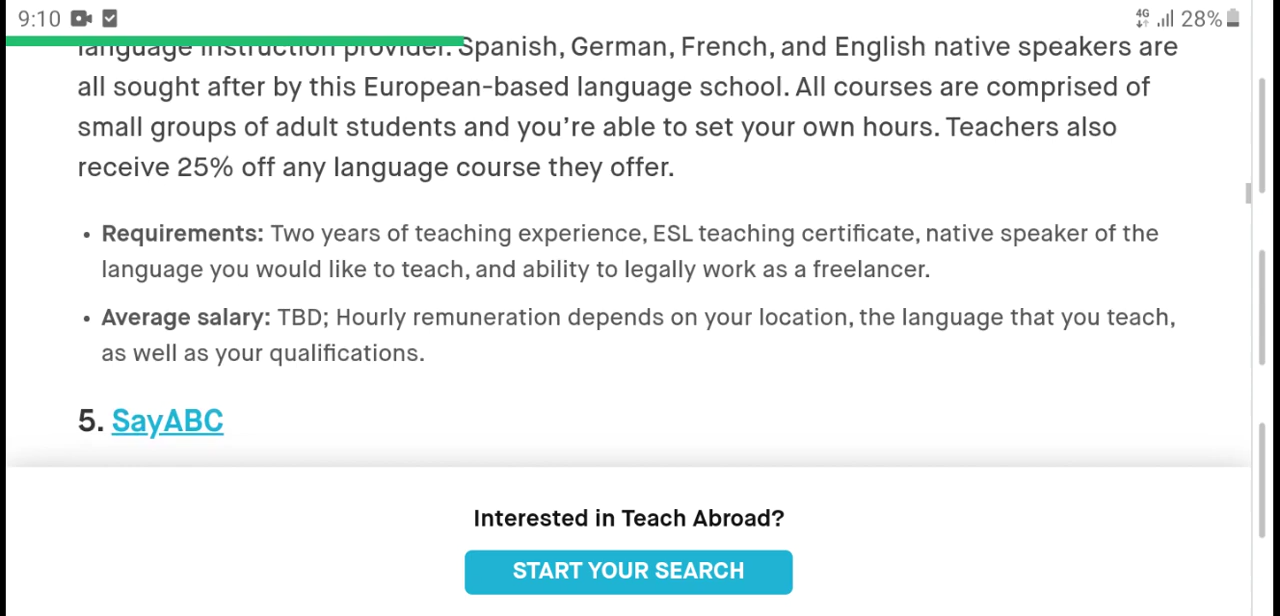 9:10 4G 28%
language instruction provider. Spanish, German, French, and English native speakers are
all sought after by this European-based language school. All courses are comprised of
small groups of adult students and you’re able to set your own hours. Teachers also
receive 25% off any language course they offer.
• Requirements: Two years of teaching experience, ESL teaching certificate, native speaker of the
language you would like to teach, and ability to legally work as a freelancer.
• Average salary: TBD; Hourly remuneration depends on your location, the language that you teach,
as well as your qualifications.
5. SayABC
Interested in Teach Abroad?
START YOUR SEARCH